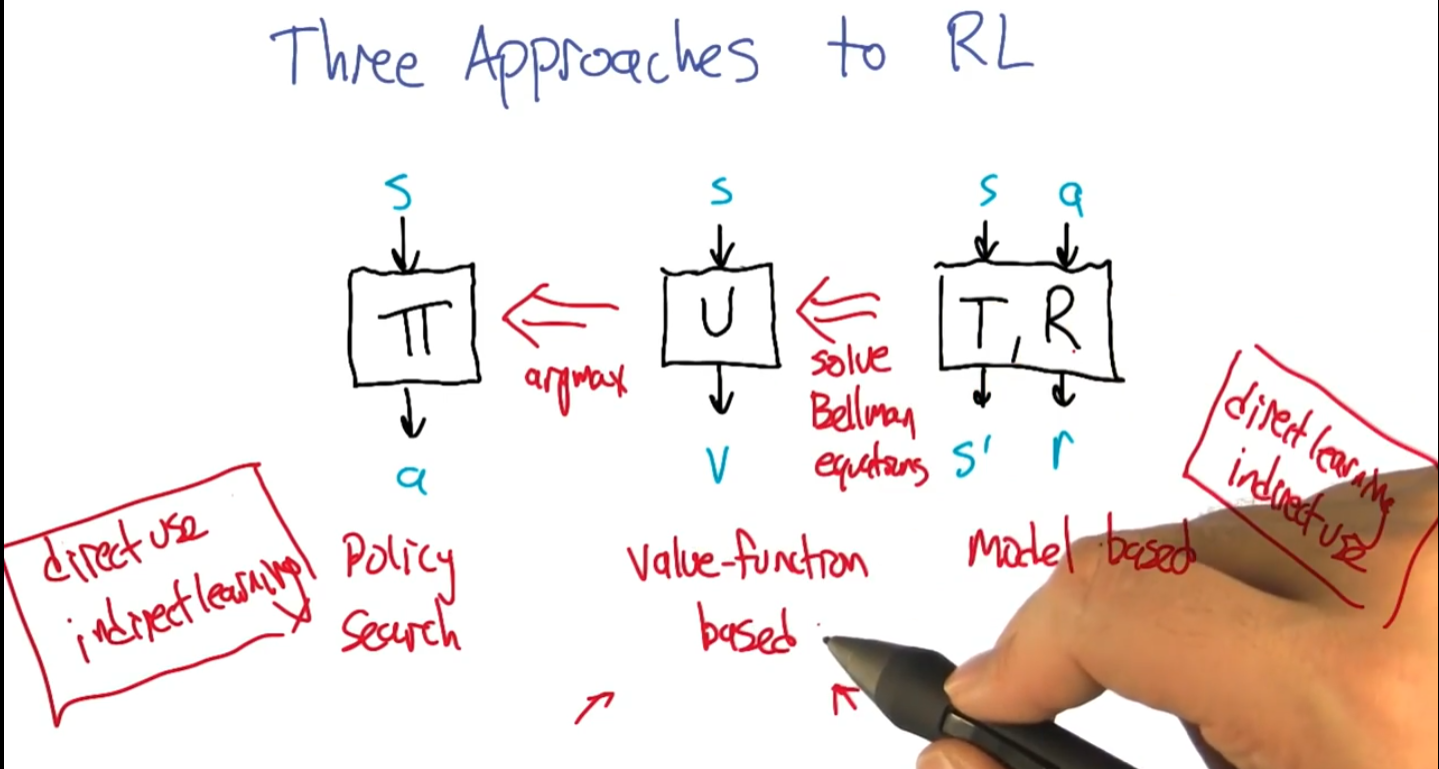 Three Approaches to RL
s
s
s a
π
U
T, R
argmax
solve
Bellman
equations
a
v
s' r
direct use
indirect learning
Policy
Search
value-function
based
Model based
direct learning
indirect use